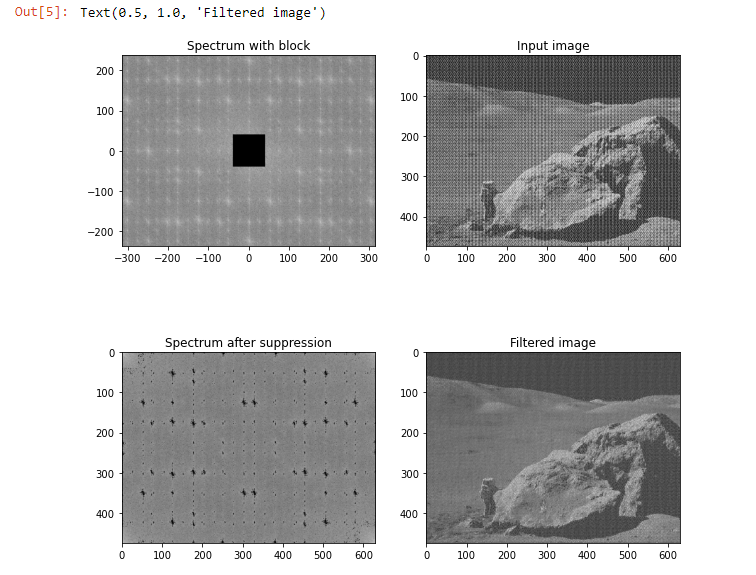 Out[5]: Text(0.5, 1.0, 'Filtered image')
Spectrum with block
200
100
0
−100
−200
−300 −200 −100 0 100 200 300
Input image
0
100
200
300
400
0 100 200 300 400 500 600
Spectrum after suppression
0
100
200
300
400
0 100 200 300 400 500 600
Filtered image
0
100
200
300
400
0 100 200 300 400 500 600